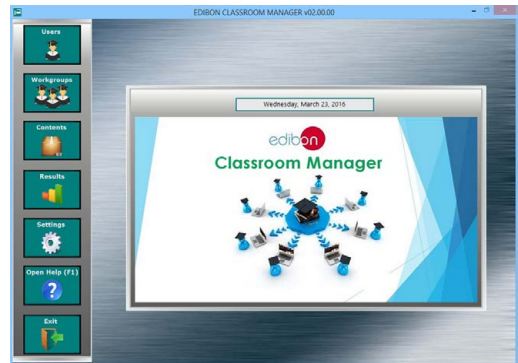 EDIBON CLASSROOM MANAGER v02.00.00
Users
Workgroups
Contents
Results
Settings
Open Help (F1)
?
Exit
Wednesday, March 23, 2016
edibon
Classroom Manager